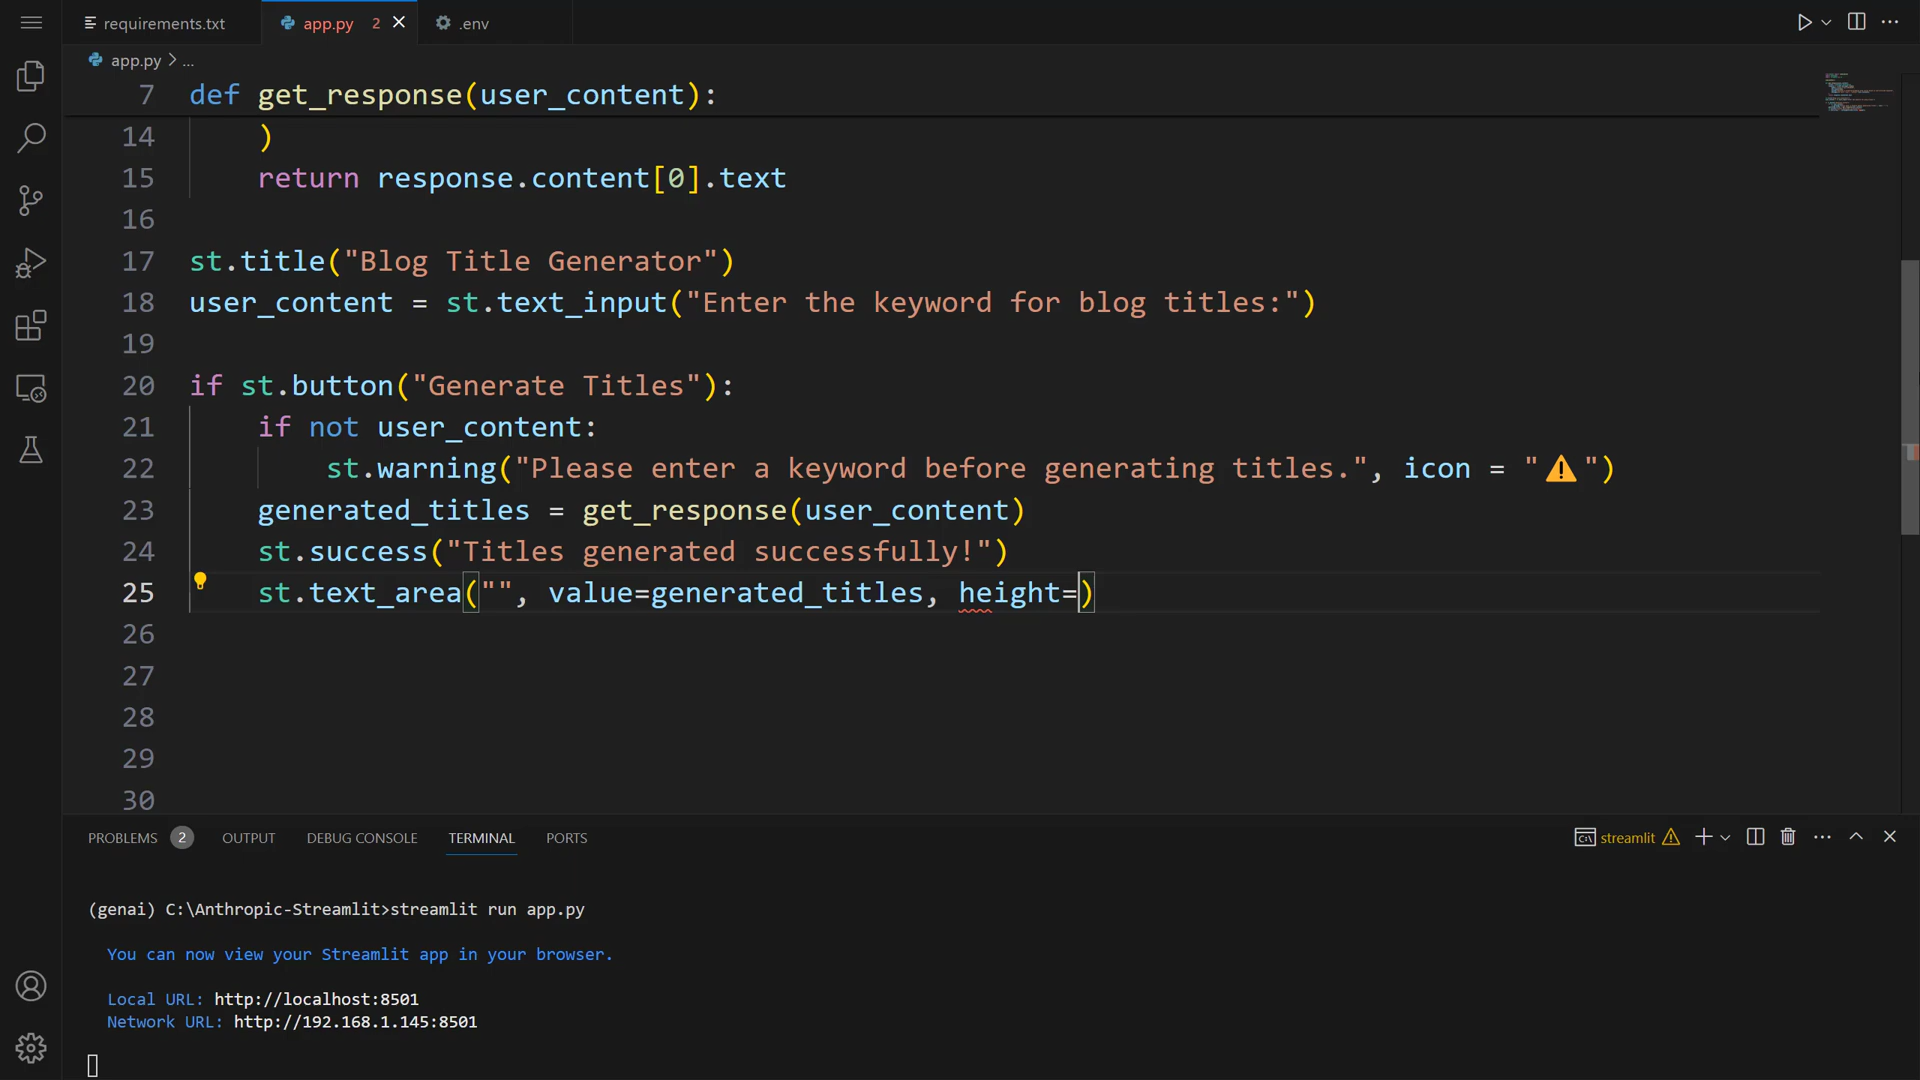 requirements.txt
app.py 2
.env
app.py > ...
7 def get_response(user_content):
14 )
15 return response.content[0].text
16
17 st.title("Blog Title Generator")
18 user_content = st.text_input("Enter the keyword for blog titles:")
19
20 if st.button("Generate Titles"):
21 if not user_content:
22 st.warning("Please enter a keyword before generating titles.", icon = "⚠️")
23 generated_titles = get_response(user_content)
24 st.success("Titles generated successfully!")
25 st.text_area("", value=generated_titles, height=)
26
27
28
29
30
PROBLEMS 2 OUTPUT DEBUG CONSOLE TERMINAL PORTS
streamlit
(genai) C:\Anthropic-Streamlit>streamlit run app.py
You can now view your Streamlit app in your browser.
Local URL: http://localhost:8501
Network URL: http://192.168.1.145:8501